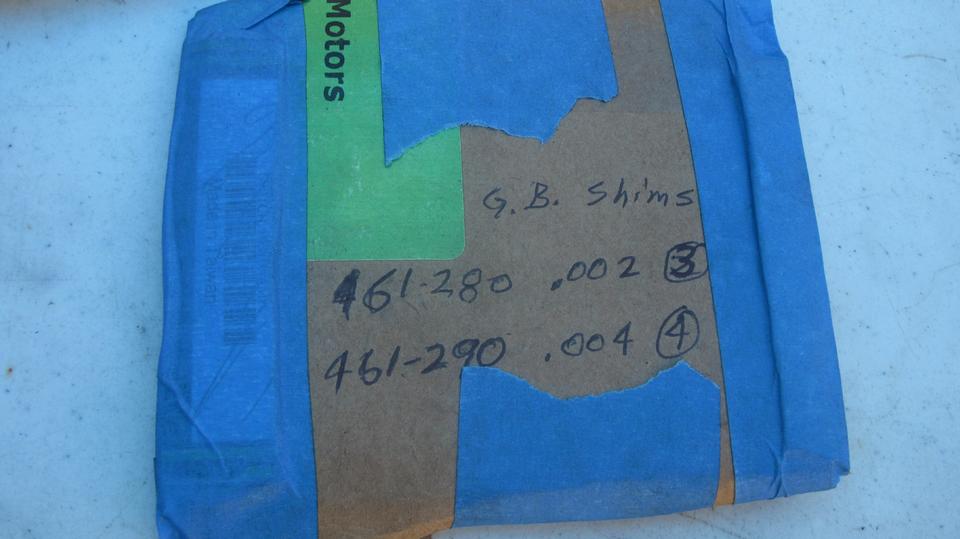 Motors
G.B. Shims
461-280 .002 3
461-290 .004 4